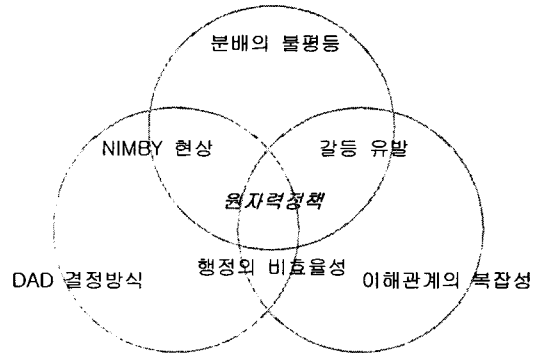 분배의 불평등
NIMBY 현상 갈등 유발
원자력정책
행정의 비효율성
DAD 결정방식 이해관계의 복잡성